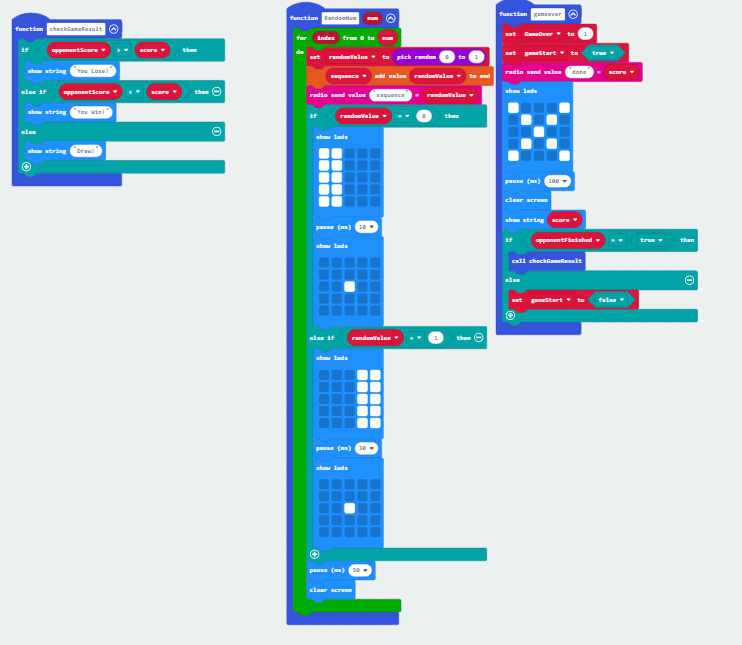 function checkGameResult
if opponentScore > score then
show string "You Lose!"
else if opponentScore < score then
show string "You Win!"
else
show string "Draw!"
function RandomNum num
for index from 0 to num
do
set randomValue to pick random 0 to 1
sequence add value randomValue to end
radio send value "sequence" = randomValue
if randomValue = 0 then
show leds
pause (ms) 10
show leds
else if randomValue = 1 then
show leds
pause (ms) 30
show leds
pause (ms) 50
clear screen
function gameover
set GameOver to 1
set gameStart to true
radio send value "done" = score
show leds
pause (ms) 100
clear screen
show string score
if opponentFinished = true then
call checkGameResult
else
set gameStart to false